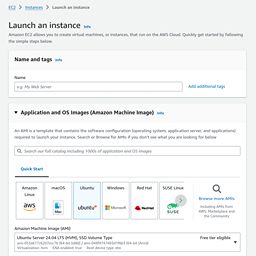 EC2 > Instances > Launch an instance
Launch an instance Info
Amazon EC2 allows you to create virtual machines, or instances, that run on the AWS Cloud. Quickly get started by following
the simple steps below.
Name and tags Info
Name
e.g. My Web Server
Add additional tags
Application and OS Images (Amazon Machine Image) Info
An AMI is a template that contains the software configuration (operating system, application server, and applications)
required to launch your instance. Search or Browse for AMIs if you don't see what you are looking for below
Search our full catalog including 1000s of application and OS images
Quick Start
Amazon
Linux
macOS
Ubuntu
Windows
Red Hat
SUSE Linux
aws
Mac
ubuntu
Microsoft
Red Hat
SUSE
Browse more AMIs
Including AMIs from
AWS, Marketplace and
the Community
Amazon Machine Image (AMI)
Ubuntu Server 24.04 LTS (HVM), SSD Volume Type
Free tier eligible
Virtualization: hvm ENA enabled: true Root device type: ebs